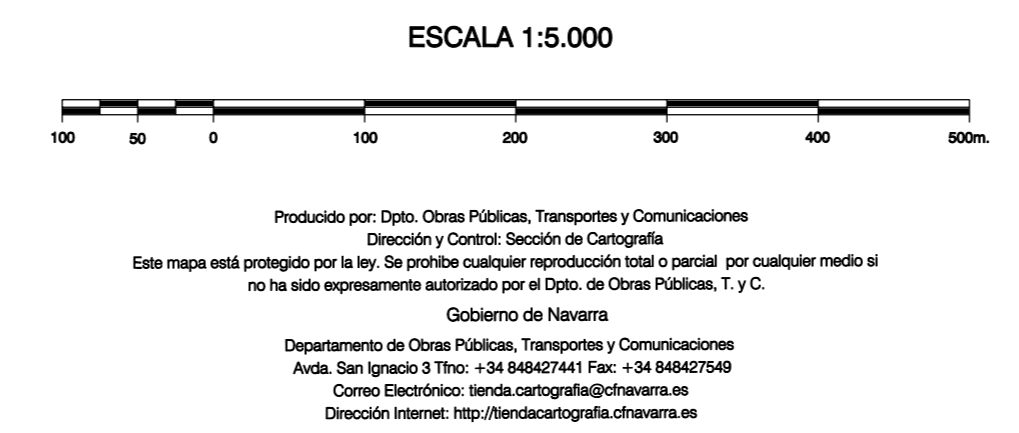 ESCALA 1:5.000
100 50 0 100 200 300 400 500m.
Producido por: Dpto. Obras Públicas, Transportes y Comunicaciones
Dirección y Control: Sección de Cartografía
Este mapa está protegido por la ley. Se prohibe cualquier reproducción total o parcial por cualquier medio si
no ha sido expresamente autorizado por el Dpto. de Obras Públicas, T. y C.
Gobierno de Navarra
Departamento de Obras Públicas, Transportes y Comunicaciones
Avda. San Ignacio 3 Tfno: +34 848427441 Fax: +34 848427549
Correo Electrónico: tienda.cartografia@cfnavarra.es
Dirección Internet: http://tiendacartografia.cfnavarra.es